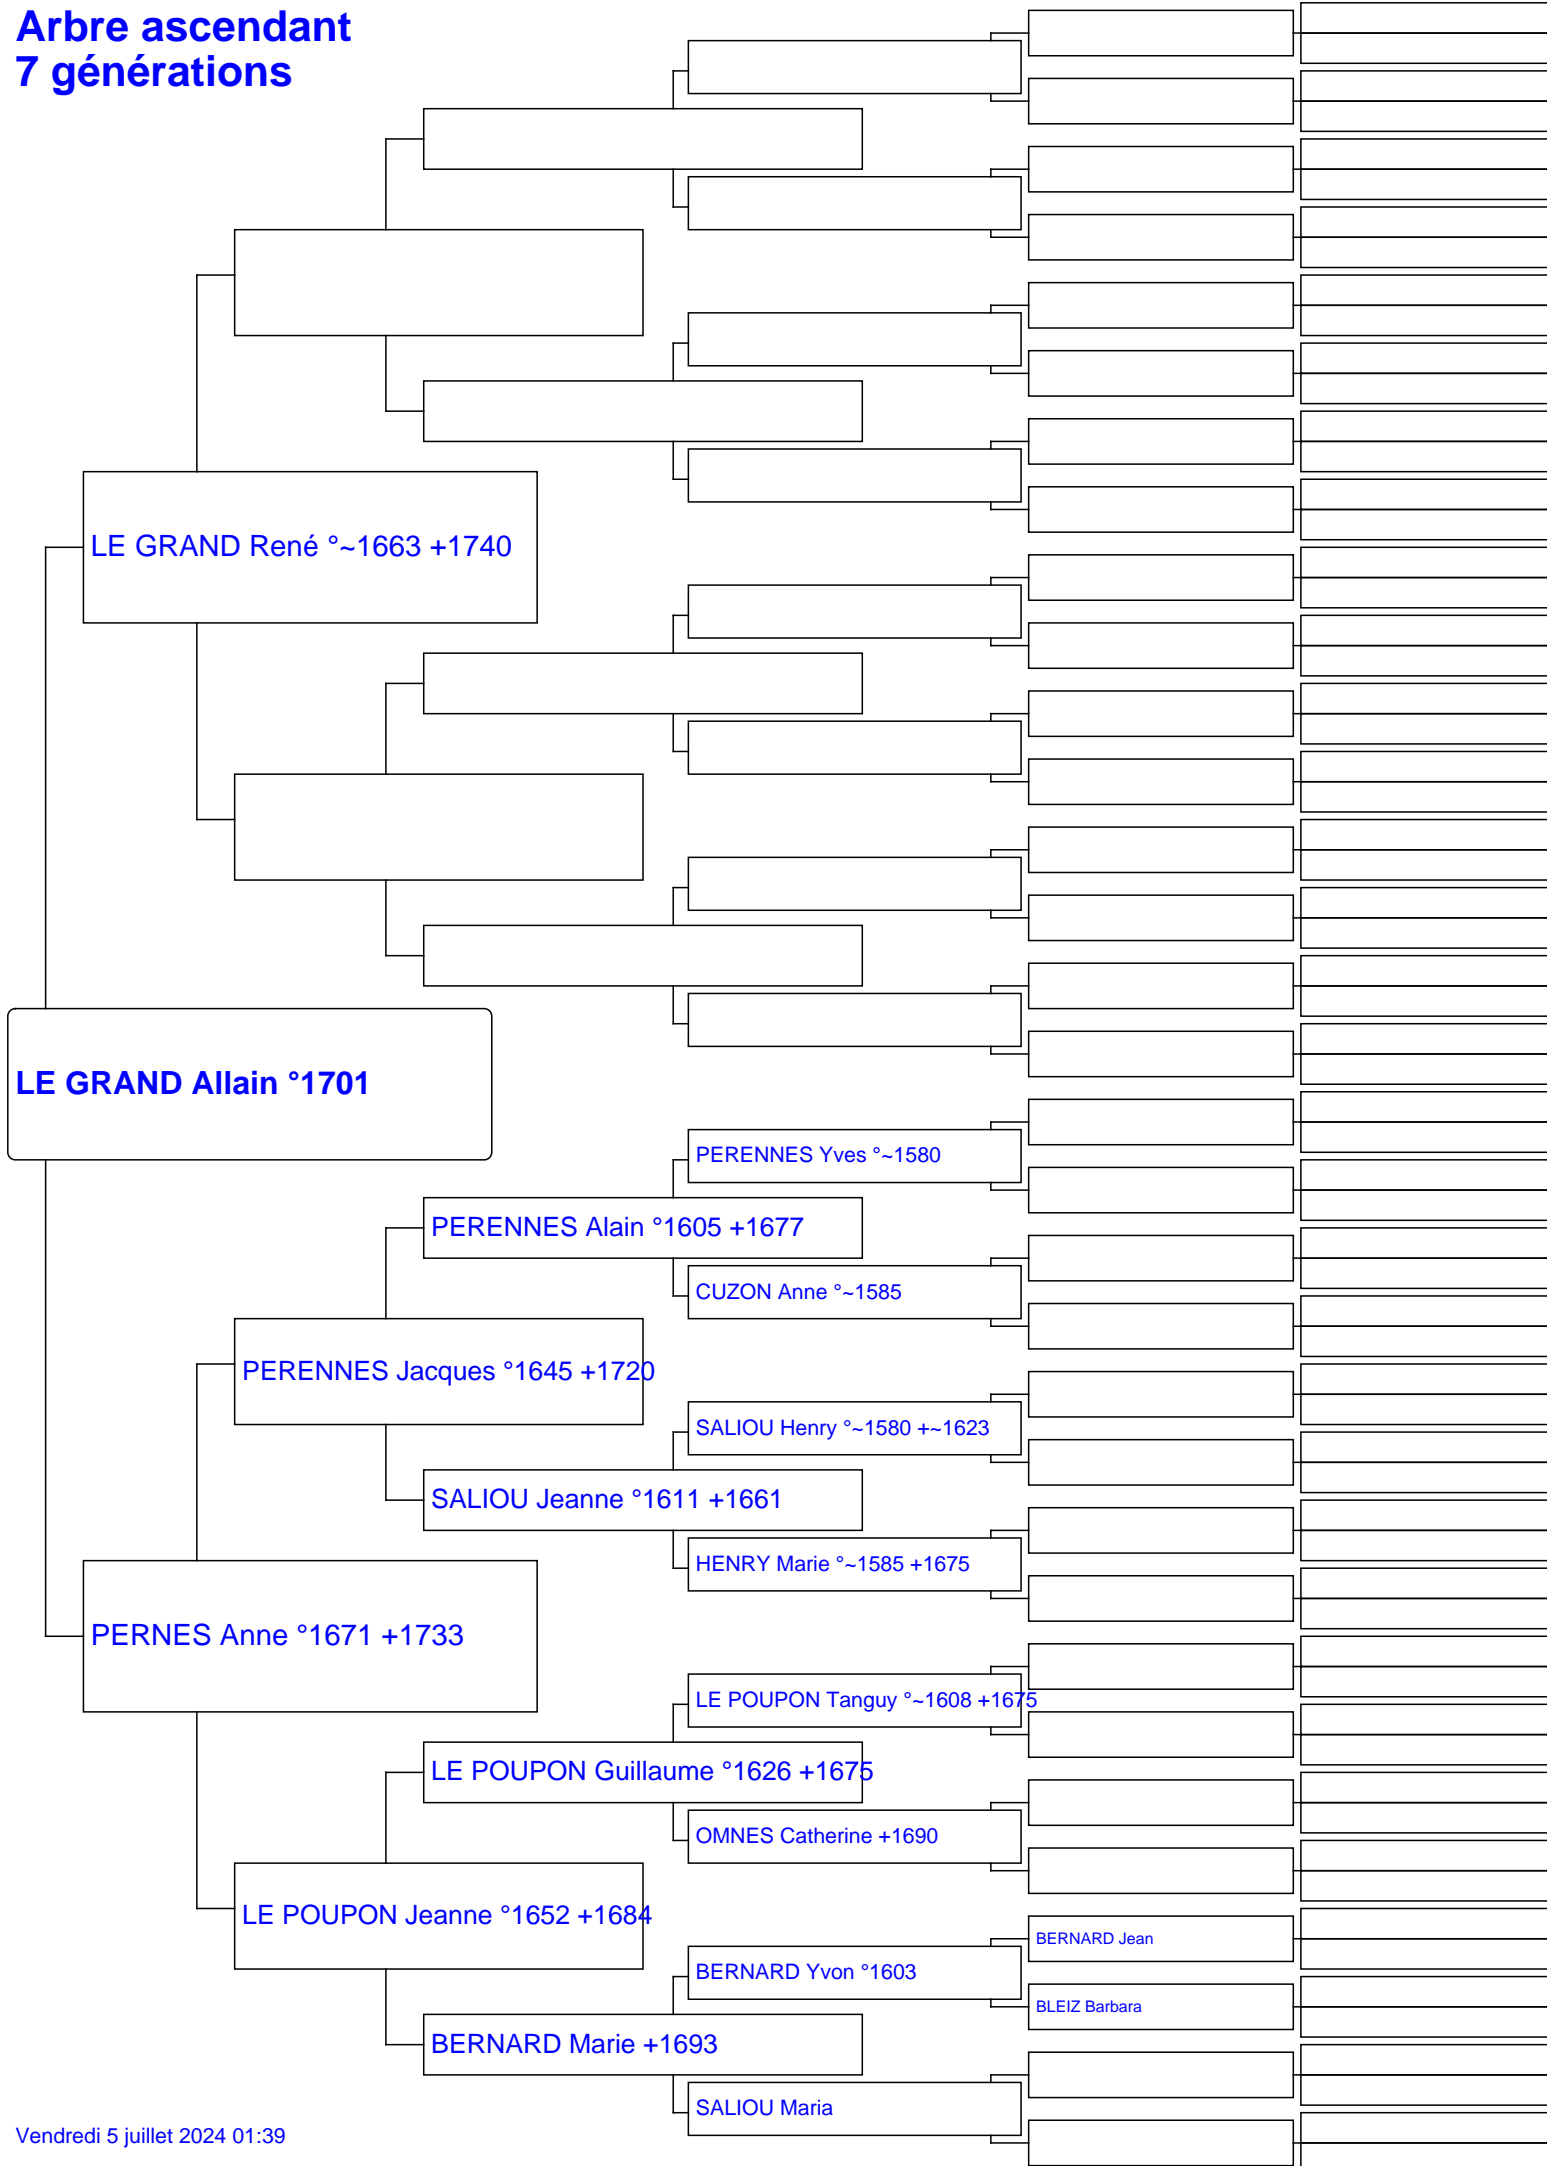 Arbre ascendant
7 générations
LE GRAND René °~1663 +1740
LE GRAND Allain °1701
PERENNES Yves °~1580
PERENNES Alain °1605 +1677
CUZON Anne °~1585
PERENNES Jacques °1645 +1720
SALIOU Henry °~1580 +~1623
SALIOU Jeanne °1611 +1661
HENRY Marie °~1585 +1675
PERNES Anne °1671 +1733
LE POUPON Tanguy °~1608 +1675
LE POUPON Guillaume °1626 +1675
OMNES Catherine +1690
LE POUPON Jeanne °1652 +1684
BERNARD Jean
BERNARD Yvon °1603
BLEIZ Barbara
BERNARD Marie +1693
SALIOU Maria
Vendredi 5 juillet 2024 01:39